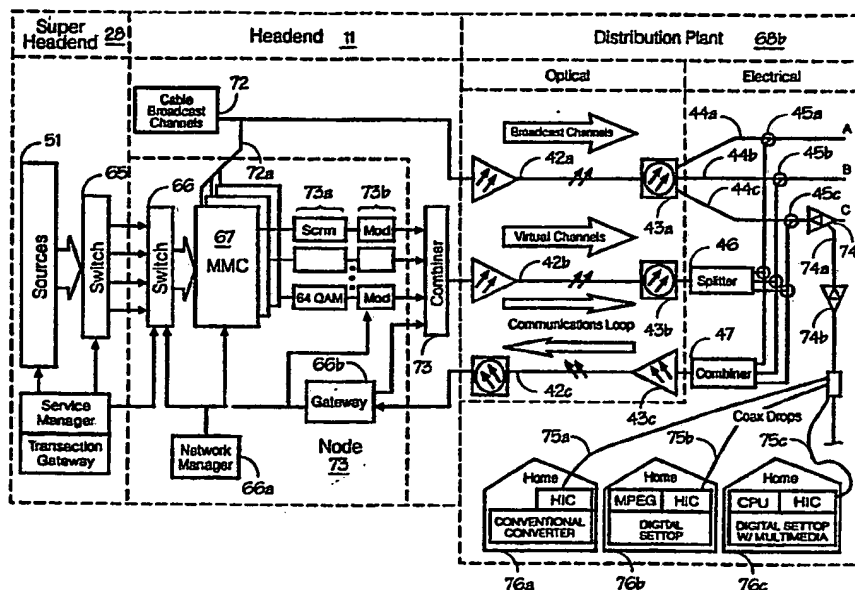 Super Headend 28
Headend 11
Distribution Plant 68b
Optical
Electrical
72
Cable Broadcast Channels
72a
Broadcast Channels
42a
43a
44a
44b
44c
45a
45b
45c
A
B
C
51
Sources
65
Switch
66
Switch
67
MMC
73a
73b
Scrm
Mod
64 QAM
Mod
Combiner
73
Virtual Channels
42b
43b
46
Splitter
Communications Loop
42c
43c
47
Combiner
74
74a
74b
66b
Gateway
Service Manager
Transaction Gateway
Network Manager
66a
Node
73
75a
75b
Coax Drops
75c
Home
HIC
CONVENTIONAL CONVERTER
76a
Home
MPEG
HIC
DIGITAL SETTOP
76b
Home
CPU
HIC
DIGITAL SETTOP W/ MULTIMEDIA
76c